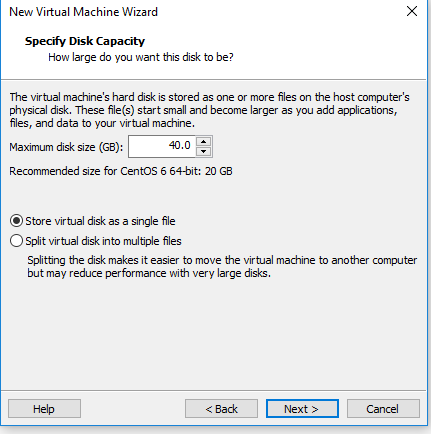 New Virtual Machine Wizard
Specify Disk Capacity
How large do you want this disk to be?
The virtual machine's hard disk is stored as one or more files on the host computer's
physical disk. These file(s) start small and become larger as you add applications,
files, and data to your virtual machine.
Maximum disk size (GB): 40.0
Recommended size for CentOS 6 64-bit: 20 GB
Store virtual disk as a single file
Split virtual disk into multiple files
Splitting the disk makes it easier to move the virtual machine to another computer
but may reduce performance with very large disks.
Help < Back Next > Cancel